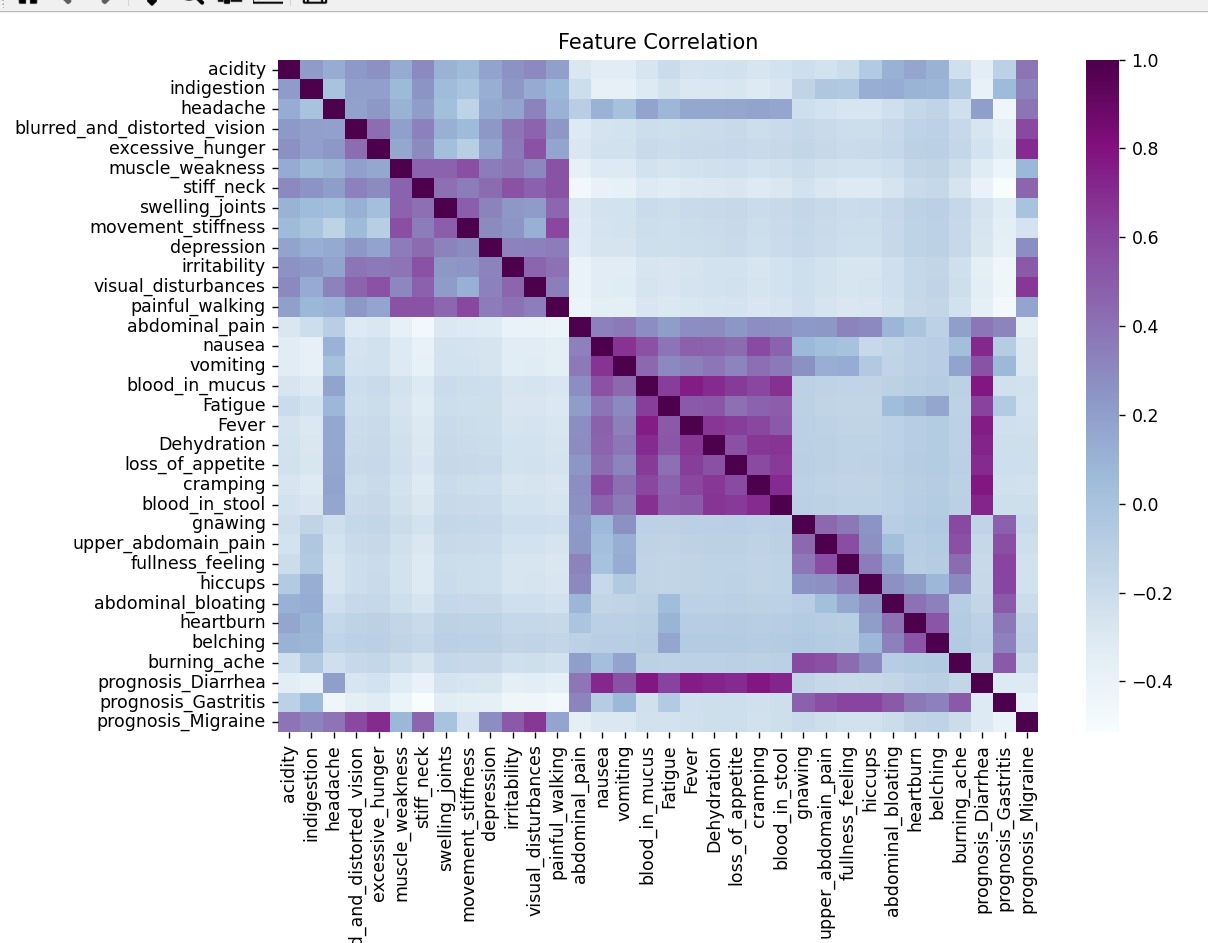 Feature Correlation
acidity
indigestion
headache
blurred_and_distorted_vision
excessive_hunger
muscle_weakness
stiff_neck
swelling_joints
movement_stiffness
depression
irritability
visual_disturbances
painful_walking
abdominal_pain
nausea
vomiting
blood_in_mucus
Fatigue
Fever
Dehydration
loss_of_appetite
cramping
blood_in_stool
gnawing
upper_abdomain_pain
fullness_feeling
hiccups
abdominal_bloating
heartburn
belching
burning_ache
prognosis_Diarrhea
prognosis_Gastritis
prognosis_Migraine
acidity
indigestion
headache
d_and_distorted_vision
excessive_hunger
muscle_weakness
stiff_neck
swelling_joints
movement_stiffness
depression
irritability
visual_disturbances
painful_walking
abdominal_pain
nausea
vomiting
blood_in_mucus
Fatigue
Fever
Dehydration
loss_of_appetite
cramping
blood_in_stool
gnawing
upper_abdomain_pain
fullness_feeling
hiccups
abdominal_bloating
heartburn
belching
burning_ache
prognosis_Diarrhea
prognosis_Gastritis
prognosis_Migraine
1.0
0.8
0.6
0.4
0.2
0.0
−0.2
−0.4